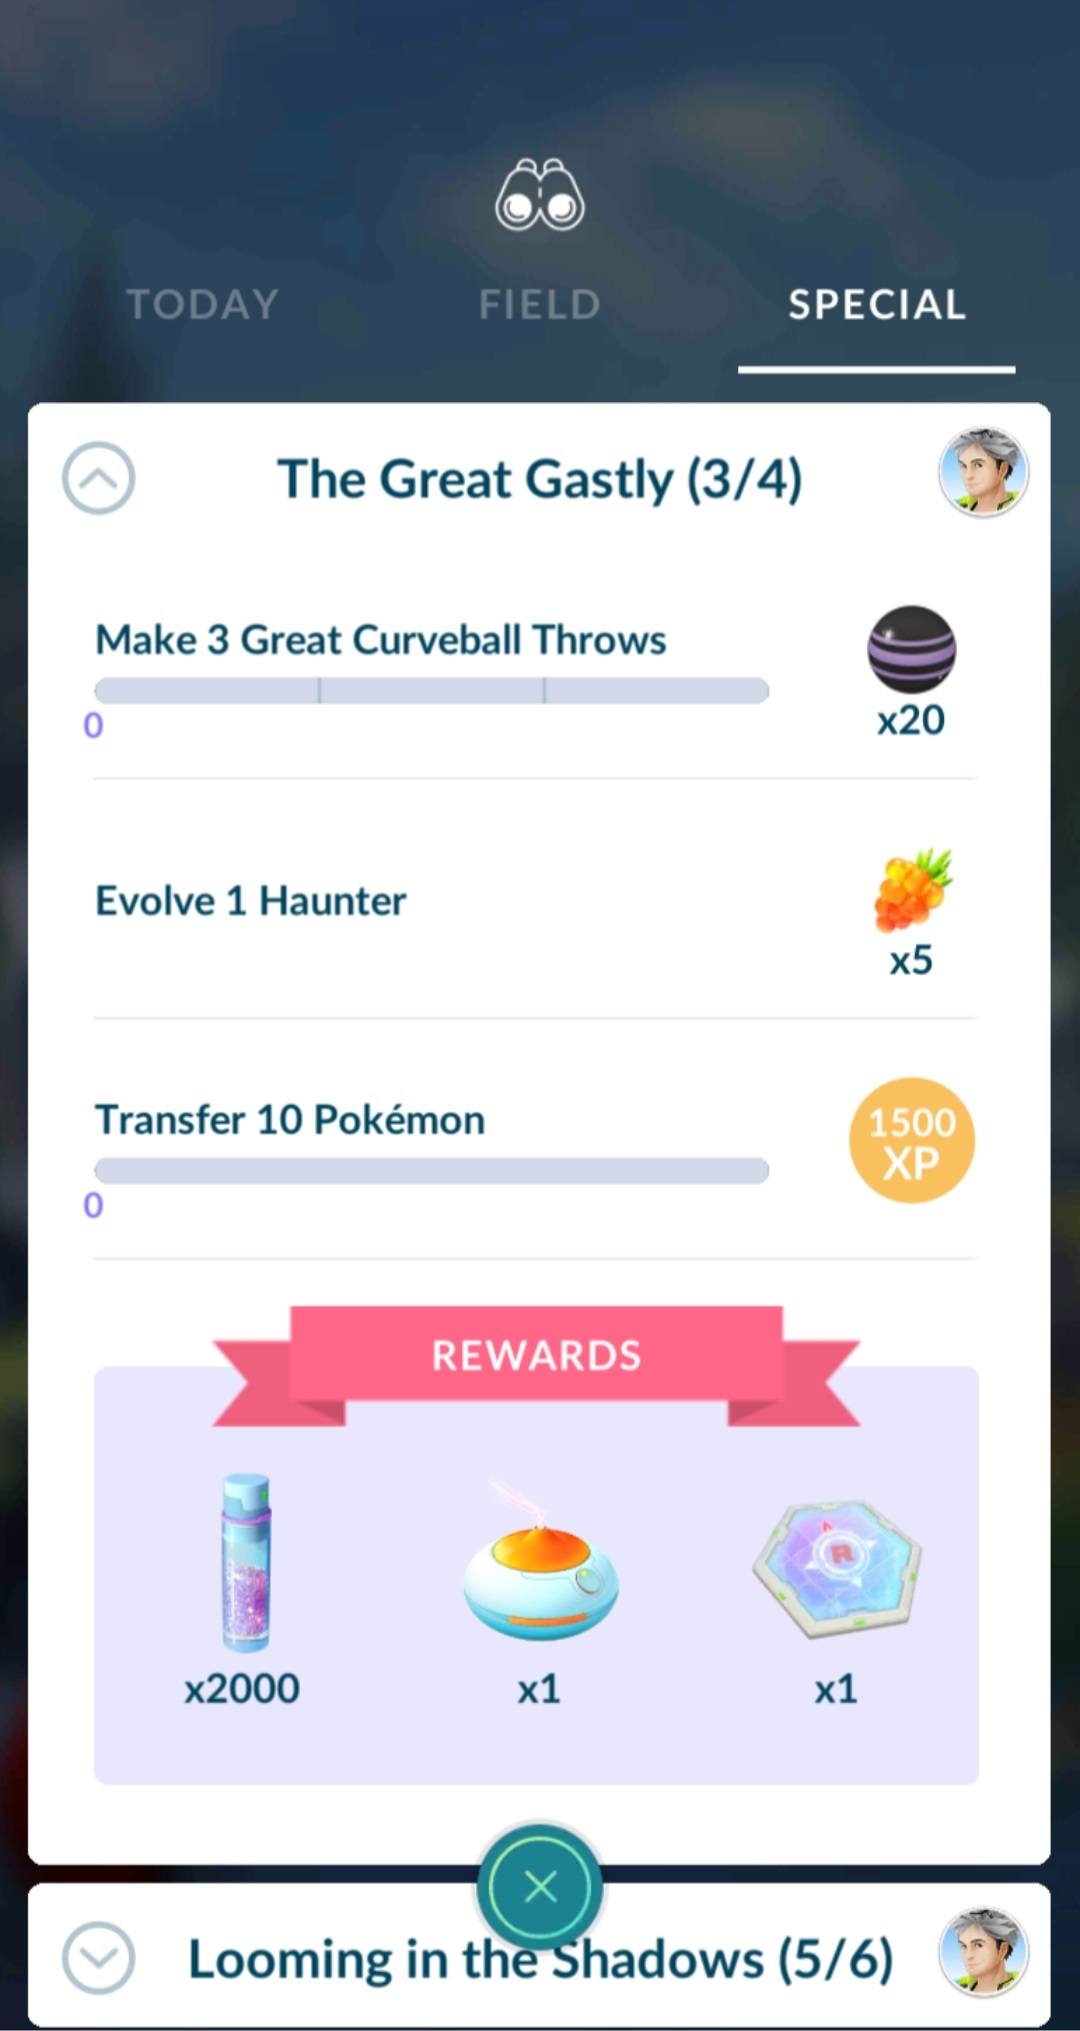 TODAY
FIELD
SPECIAL
The Great Gastly (3/4)
Make 3 Great Curveball Throws
0
x20
Evolve 1 Haunter
x5
Transfer 10 Pokémon
0
1500
XP
REWARDS
R
x2000
x1
x1
Looming in the Shadows (5/6)